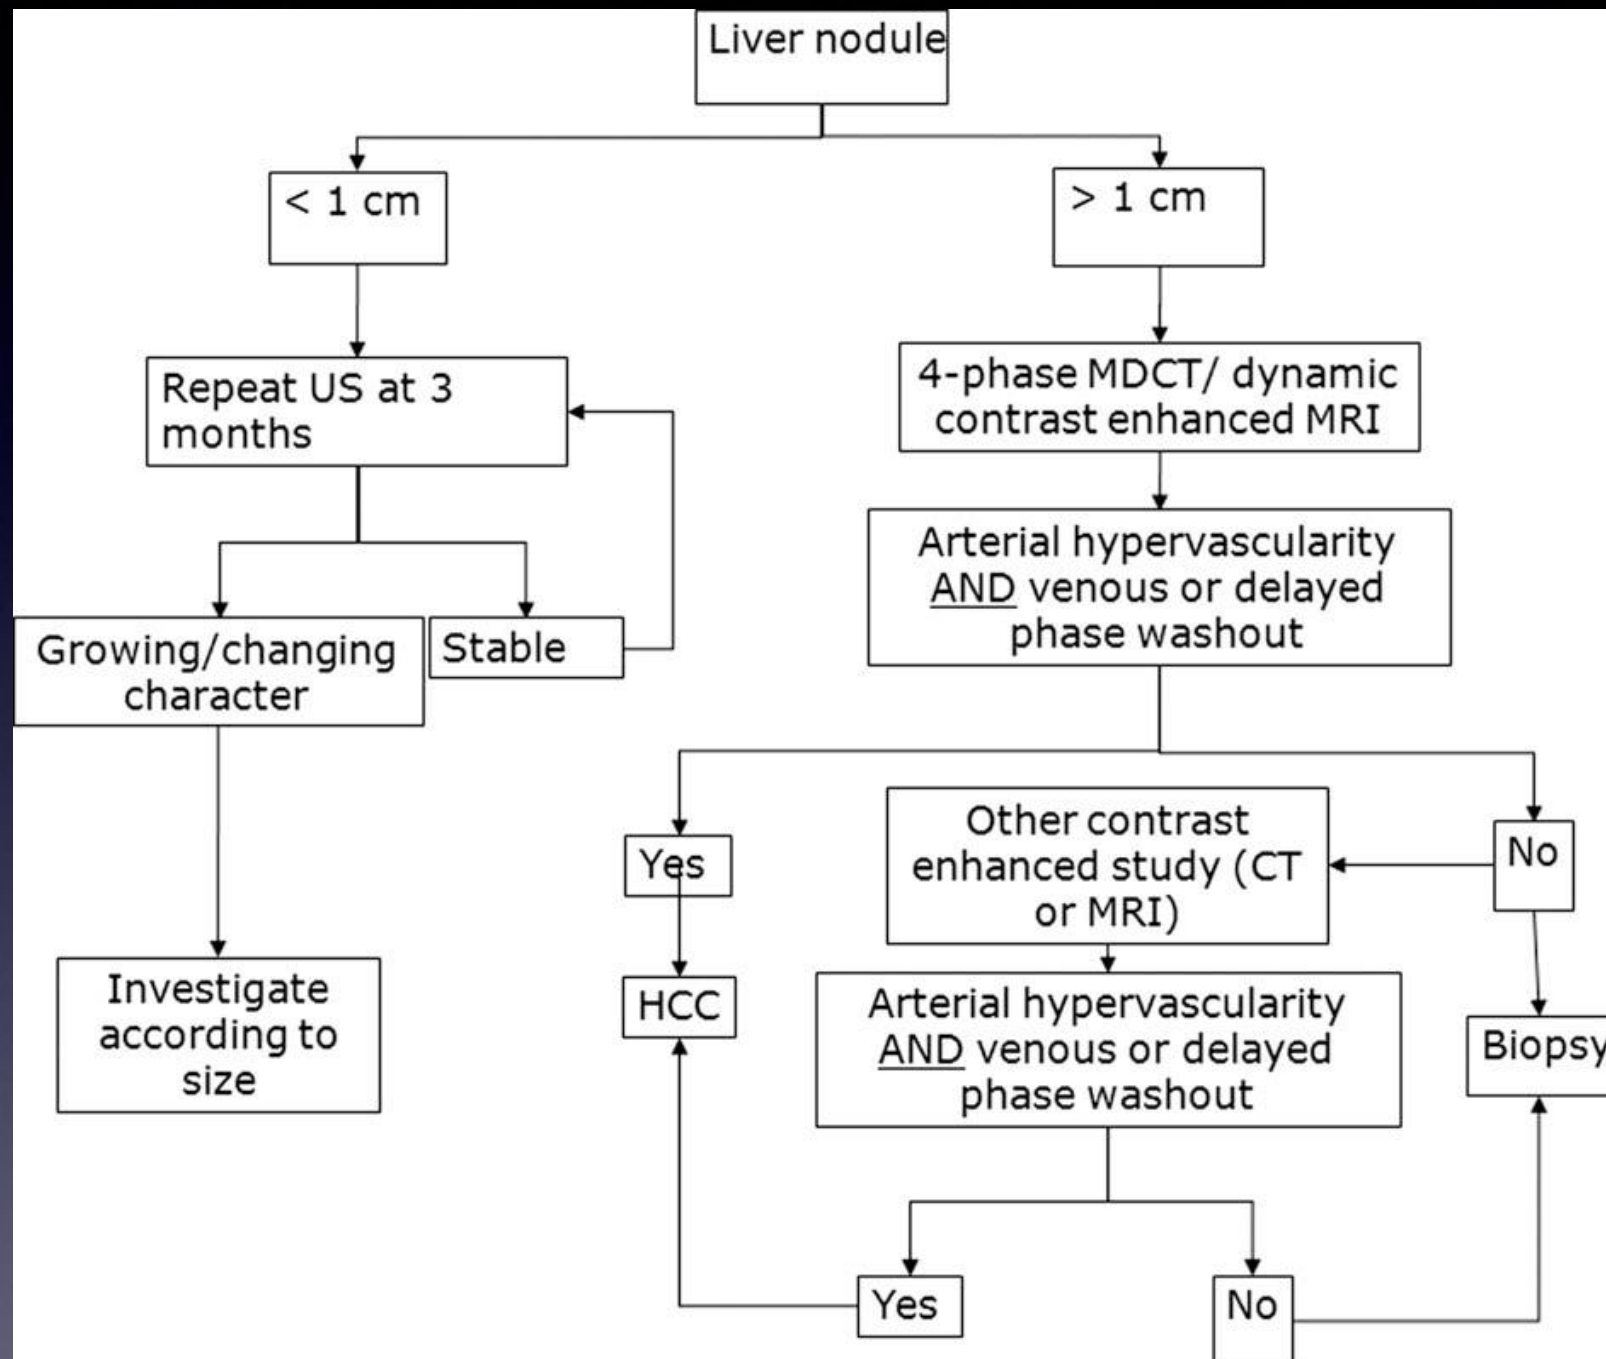 Liver nodule
< 1 cm
> 1 cm
Repeat US at 3
months
4-phase MDCT/ dynamic
contrast enhanced MRI
Arterial hypervascularity
AND venous or delayed
phase washout
Growing/changing
character
Stable
Other contrast
enhanced study (CT
or MRI)
Yes
No
Investigate
according to
size
HCC
Arterial hypervascularity
AND venous or delayed
phase washout
Biopsy
Yes
No